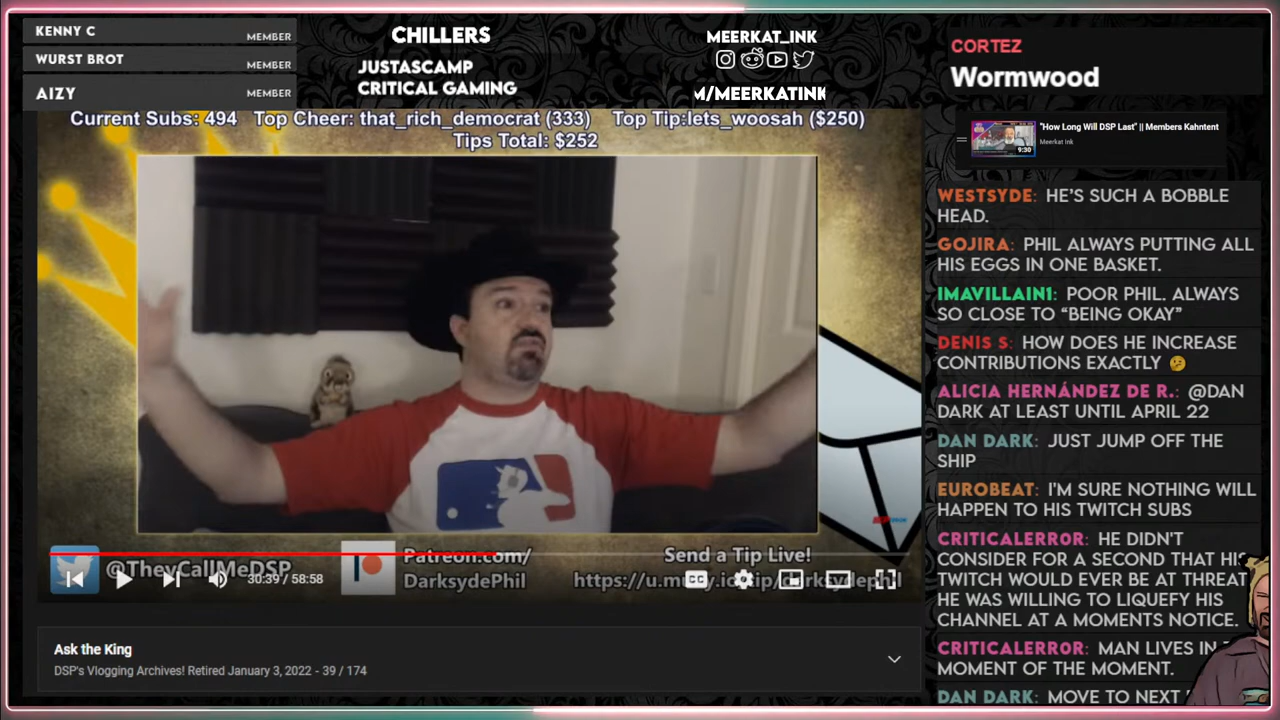 KENNY C
MEMBER
WURST BROT
MEMBER
AIZY
MEMBER
CHILLERS
JUSTASCAMP
CRITICAL GAMING
MEERKAT_INK
M/MEERKATINK
CORTEZ
Wormwood
"How Long Will DSP Last" || Members Kahntent
Meerkat Ink
9:30
Current Subs: 494 Top Cheer: that_rich_democrat (333) Top Tip:lets_woosah ($250)
Tips Total: $252
@TheyCallMeDSP
Patreon.com/
DarksydePhil
Send a Tip Live!
30:39 / 58:58
CC
Ask the King
DSP's Vlogging Archives! Retired January 3, 2022 - 39 / 174
WESTSYDE: HE'S SUCH A BOBBLE
HEAD.
GOJIRA: PHIL ALWAYS PUTTING ALL
HIS EGGS IN ONE BASKET.
IMAVILLAIN1: POOR PHIL. ALWAYS
SO CLOSE TO "BEING OKAY"
DENIS S: HOW DOES HE INCREASE
CONTRIBUTIONS EXACTLY
ALICIA HERNÁNDEZ DE R.: @DAN
DARK AT LEAST UNTIL APRIL 22
DAN DARK: JUST JUMP OFF THE
SHIP
EUROBEAT: I'M SURE NOTHING WILL
HAPPEN TO HIS TWITCH SUBS
CRITICALERROR: HE DIDN'T
CONSIDER FOR A SECOND THAT HIS
TWITCH WOULD EVER BE AT THREAT
HE WAS WILLING TO LIQUEFY HIS
CHANNEL AT A MOMENTS NOTICE.
CRITICALERROR: MAN LIVES IN
MOMENT OF THE MOMENT.
DAN DARK: MOVE TO NEXT